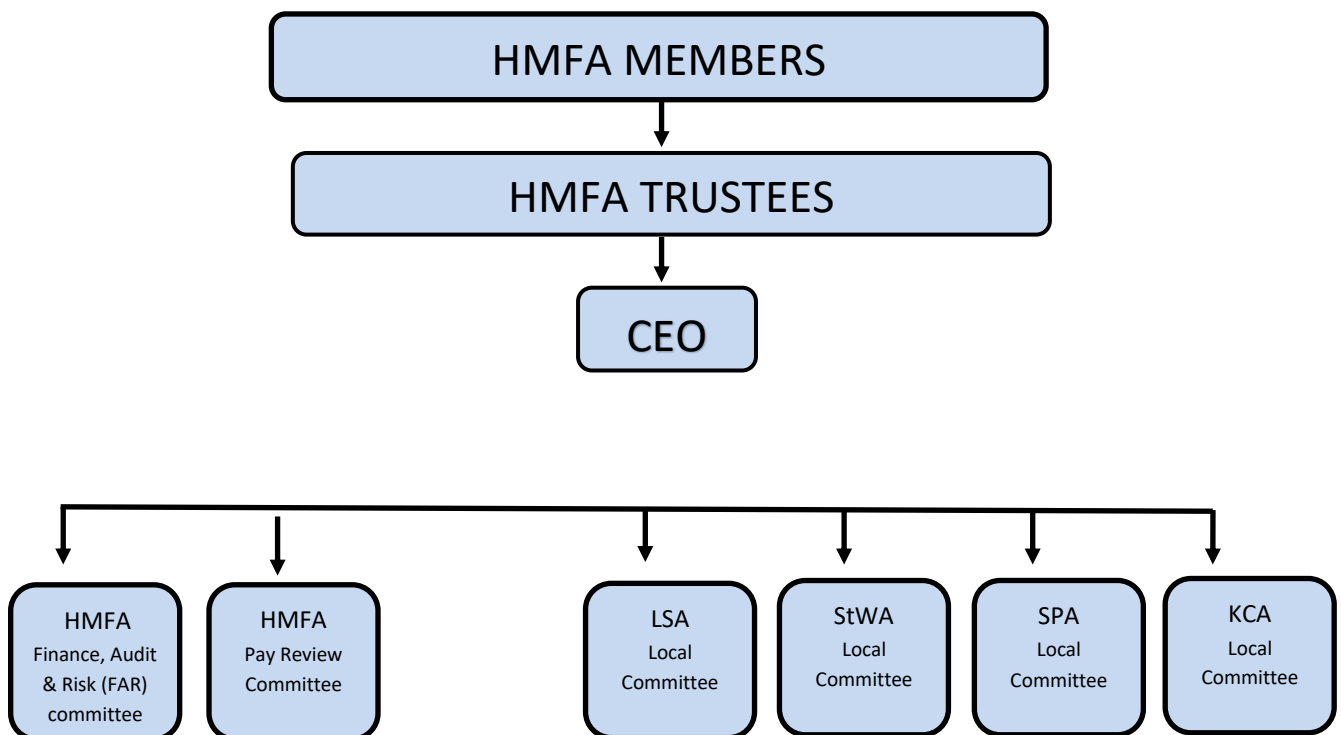 HMFA MEMBERS
HMFA TRUSTEES
CEO
HMFA
Finance, Audit
& Risk (FAR)
committee
HMFA
Pay Review
Committee
LSA
Local
Committee
StWA
Local
Committee
SPA
Local
Committee
KCA
Local
Committee